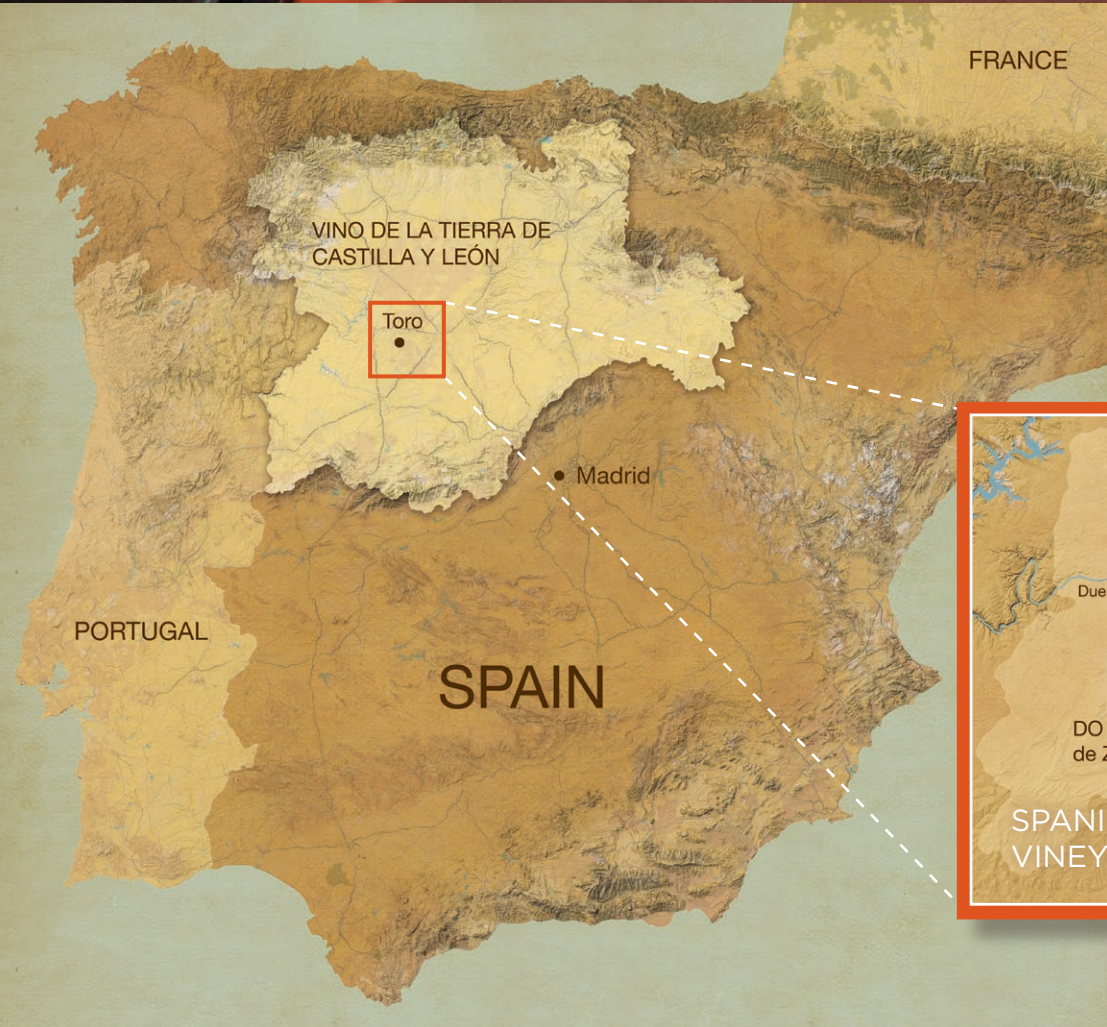 FRANCE
VINO DE LA TIERRA DE
CASTILLA Y LEÓN
Toro
Madrid
PORTUGAL
SPAIN
Due
DO
de Z
SPANI
VINEY